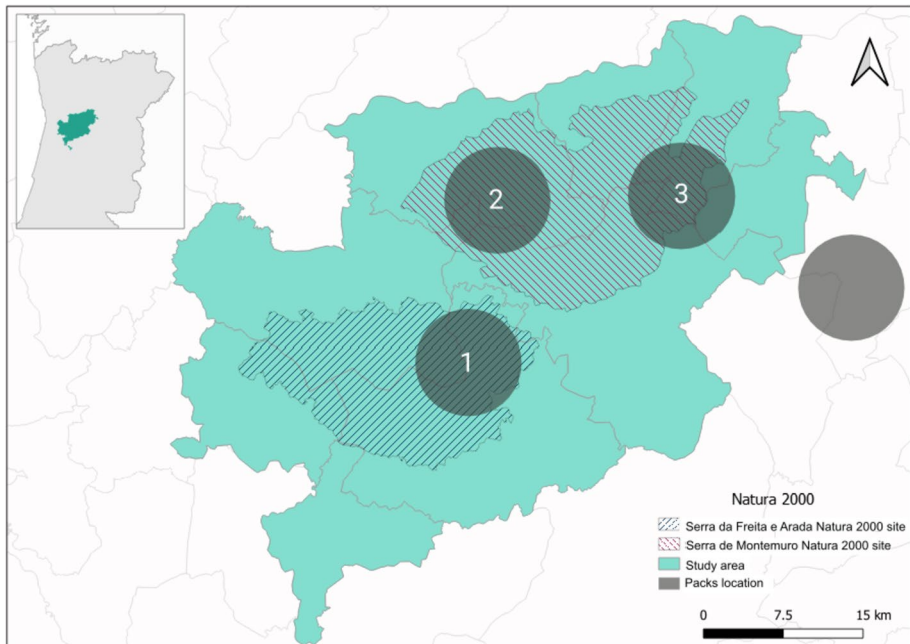 2
3
1
Natura 2000
Serra da Freita e Arada Natura 2000 site
Serra de Montemuro Natura 2000 site
Study area
Packs location
0 7.5 15 km